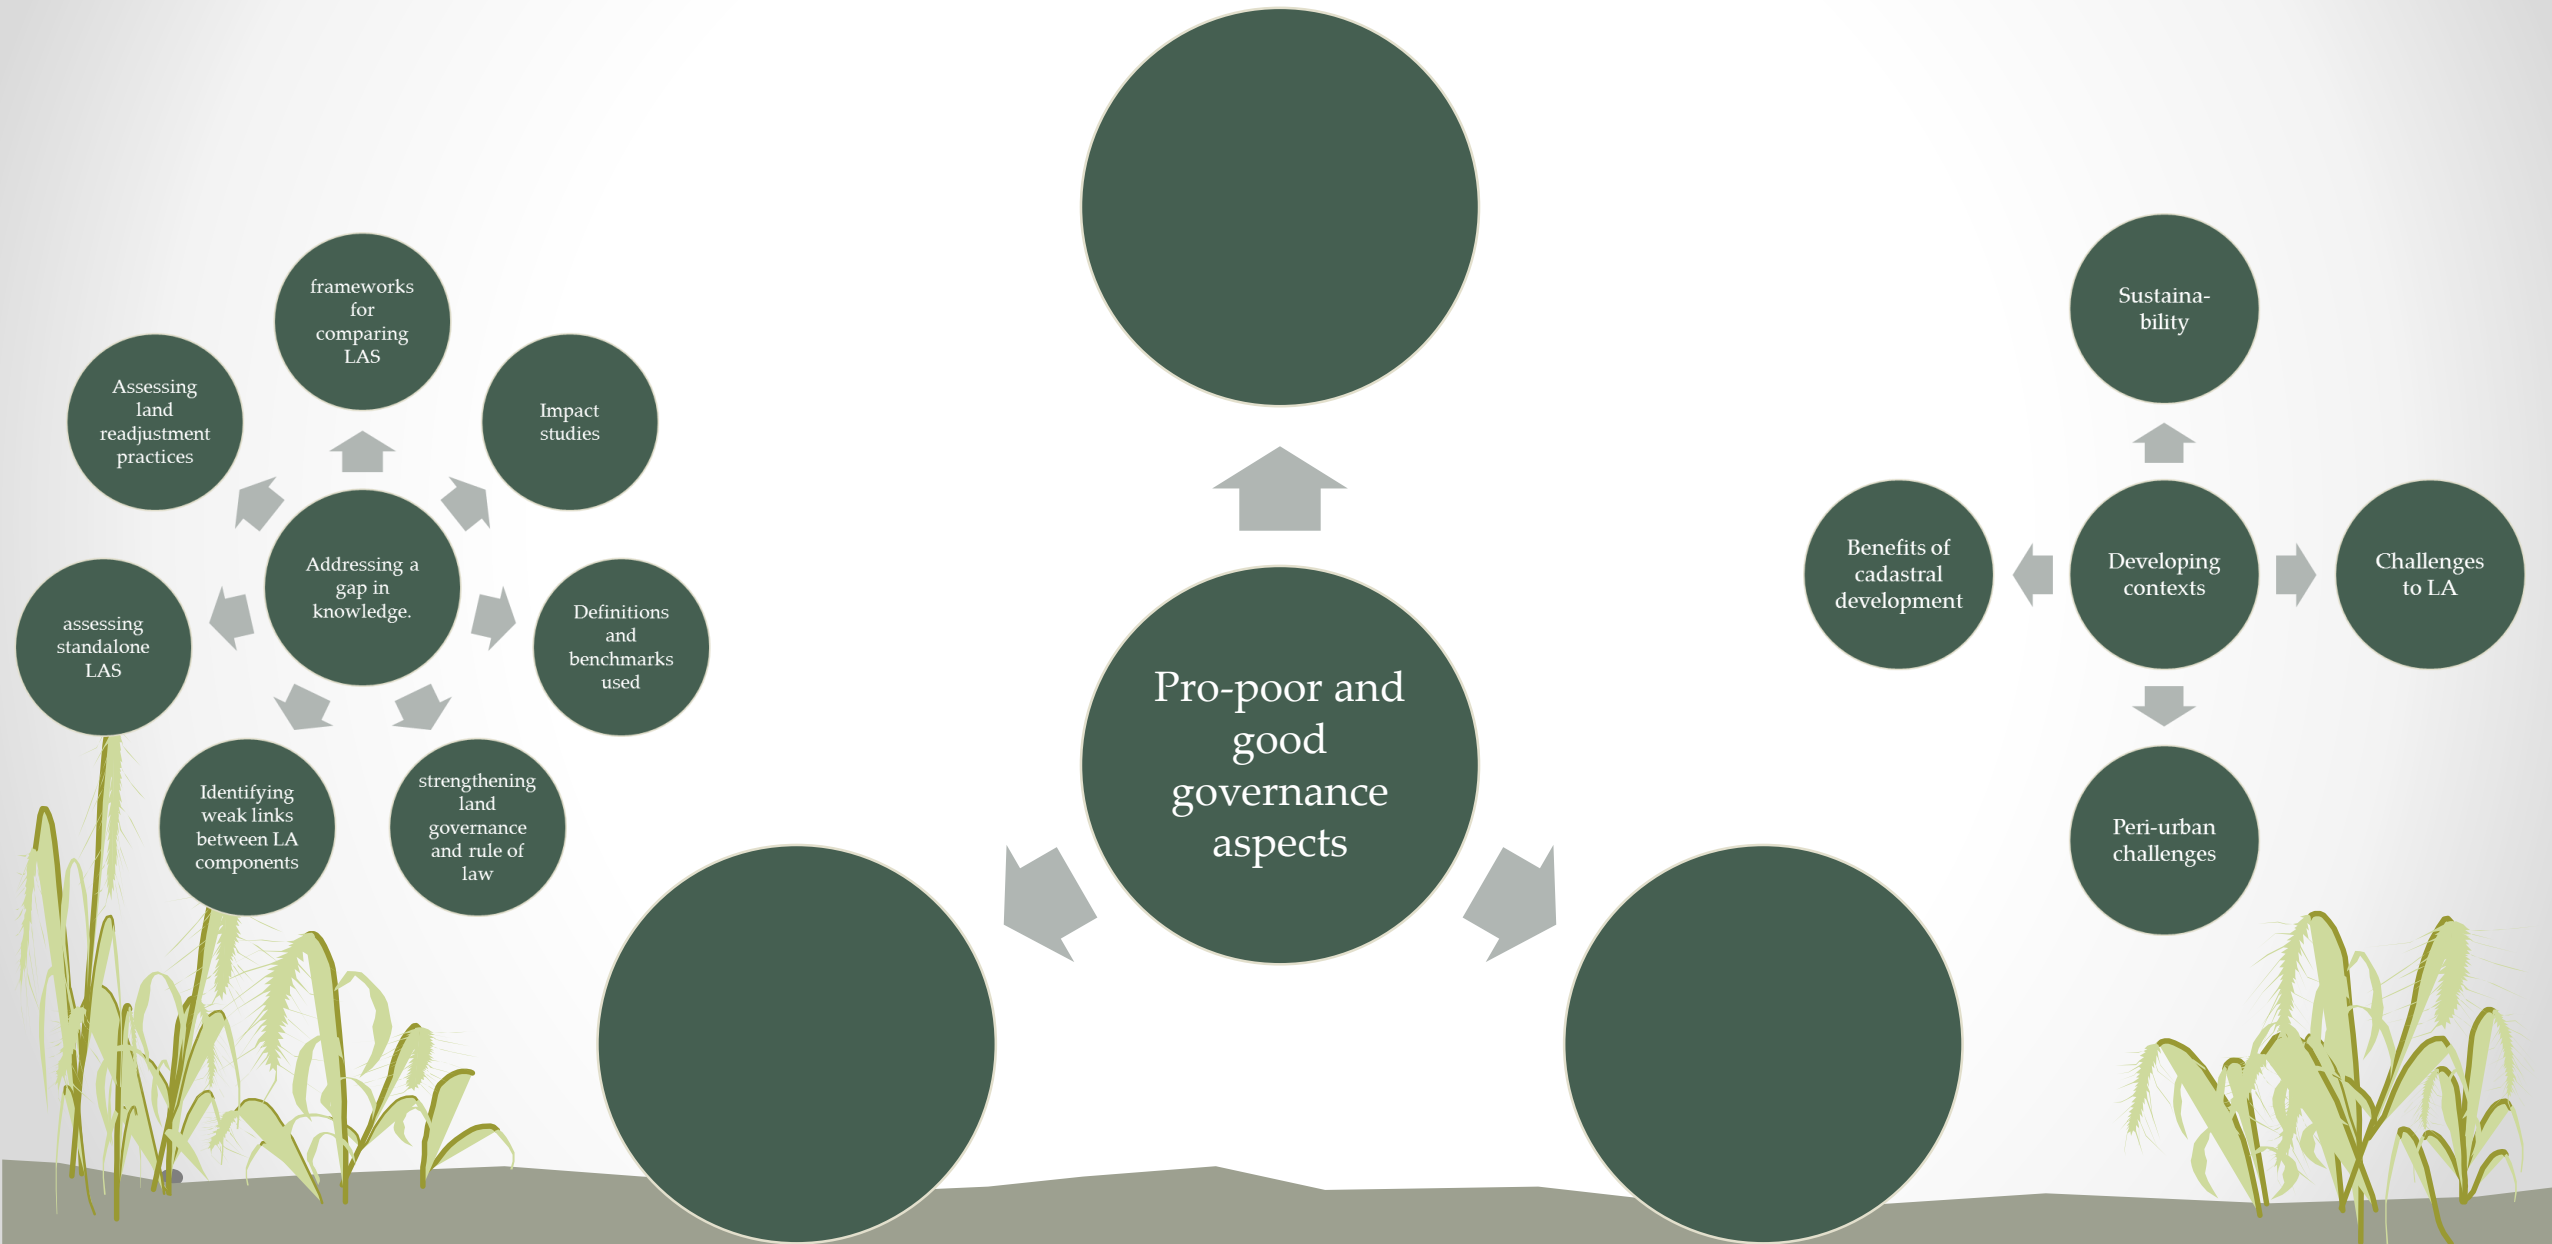 frameworks
for
comparing
LAS
Assessing
land
readjustment
practices
Impact
studies
Addressing a
gap in
knowledge.
assessing
standalone
LAS
Definitions
and
benchmarks
used
Identifying
weak links
between LA
components
strengthening
land
governance
and rule of
law
Pro-poor and
good
governance
aspects
Sustaina-
bility
Benefits of
cadastral
development
Developing
contexts
Challenges
to LA
Peri-urban
challenges